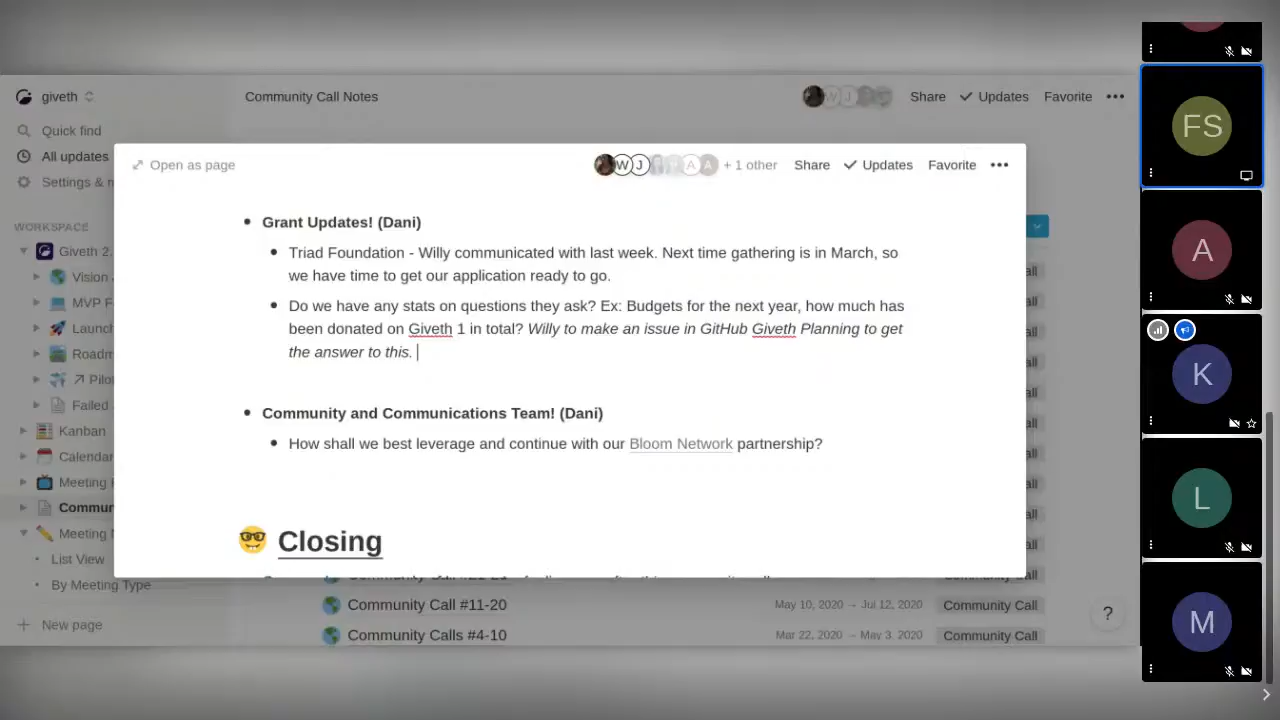 giveth
Community Call Notes
W J
Share
Updates
Favorite
Quick find
All updates
Settings & m
WORKSPACE
Giveth 2.
Vision
MVP F
Launch
Roadm
Pilo
Failed
Kanban
Calendar
Meeting
Commun
Meeting
List View
By Meeting Type
New page
Open as page
W J A A
+ 1 other
Share
Updates
Favorite
Grant Updates! (Dani)
Triad Foundation - Willy communicated with last week. Next time gathering is in March, so
we have time to get our application ready to go.
Do we have any stats on questions they ask? Ex: Budgets for the next year, how much has
been donated on Giveth 1 in total? Willy to make an issue in GitHub Giveth Planning to get
the answer to this.
Community and Communications Team! (Dani)
How shall we best leverage and continue with our Bloom Network partnership?
Closing
Community Call #11-20
May 10, 2020 → Jul 12, 2020
Community Call
Community Calls #4-10
Mar 22, 2020 → May 3, 2020
Community Call
?
FS
A
K
L
M